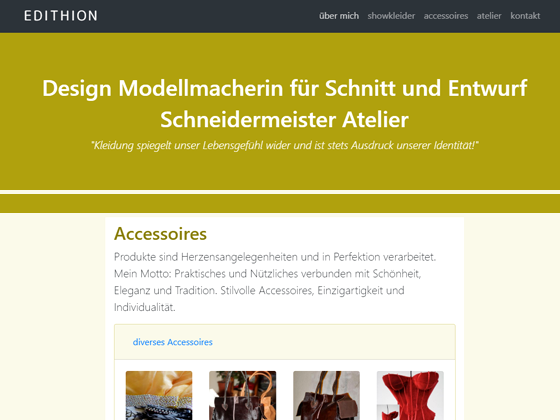 EDITHION
über mich showkleider accessoires atelier kontakt
Design Modellmacherin für Schnitt und Entwurf
Schneidermeister Atelier
"Kleidung spiegelt unser Lebensgefühl wider und ist stets Ausdruck unserer Identität!"
Accessoires
Produkte sind Herzensangelegenheiten und in Perfektion verarbeitet.
Mein Motto: Praktisches und Nützliches verbunden mit Schönheit,
Eleganz und Tradition. Stilvolle Accessoires, Einzigartigkeit und
Individualität.
diverses Accessoires